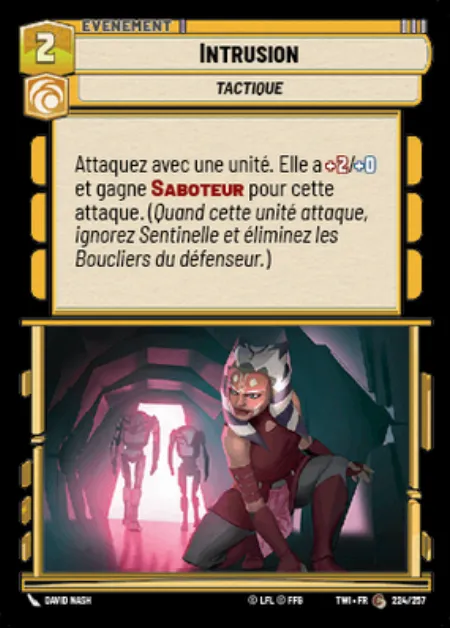 EVENEMENT
2
INTRUSION
TACTIQUE
Attaquez avec une unité. Elle a +2/+0
et gagne SABOTEUR pour cette
attaque. (Quand cette unité attaque,
ignorez Sentinelle et éliminez les
Boucliers du défenseur.)
DAVID NASH
© LFL © FFG
TWI • FR
224/257